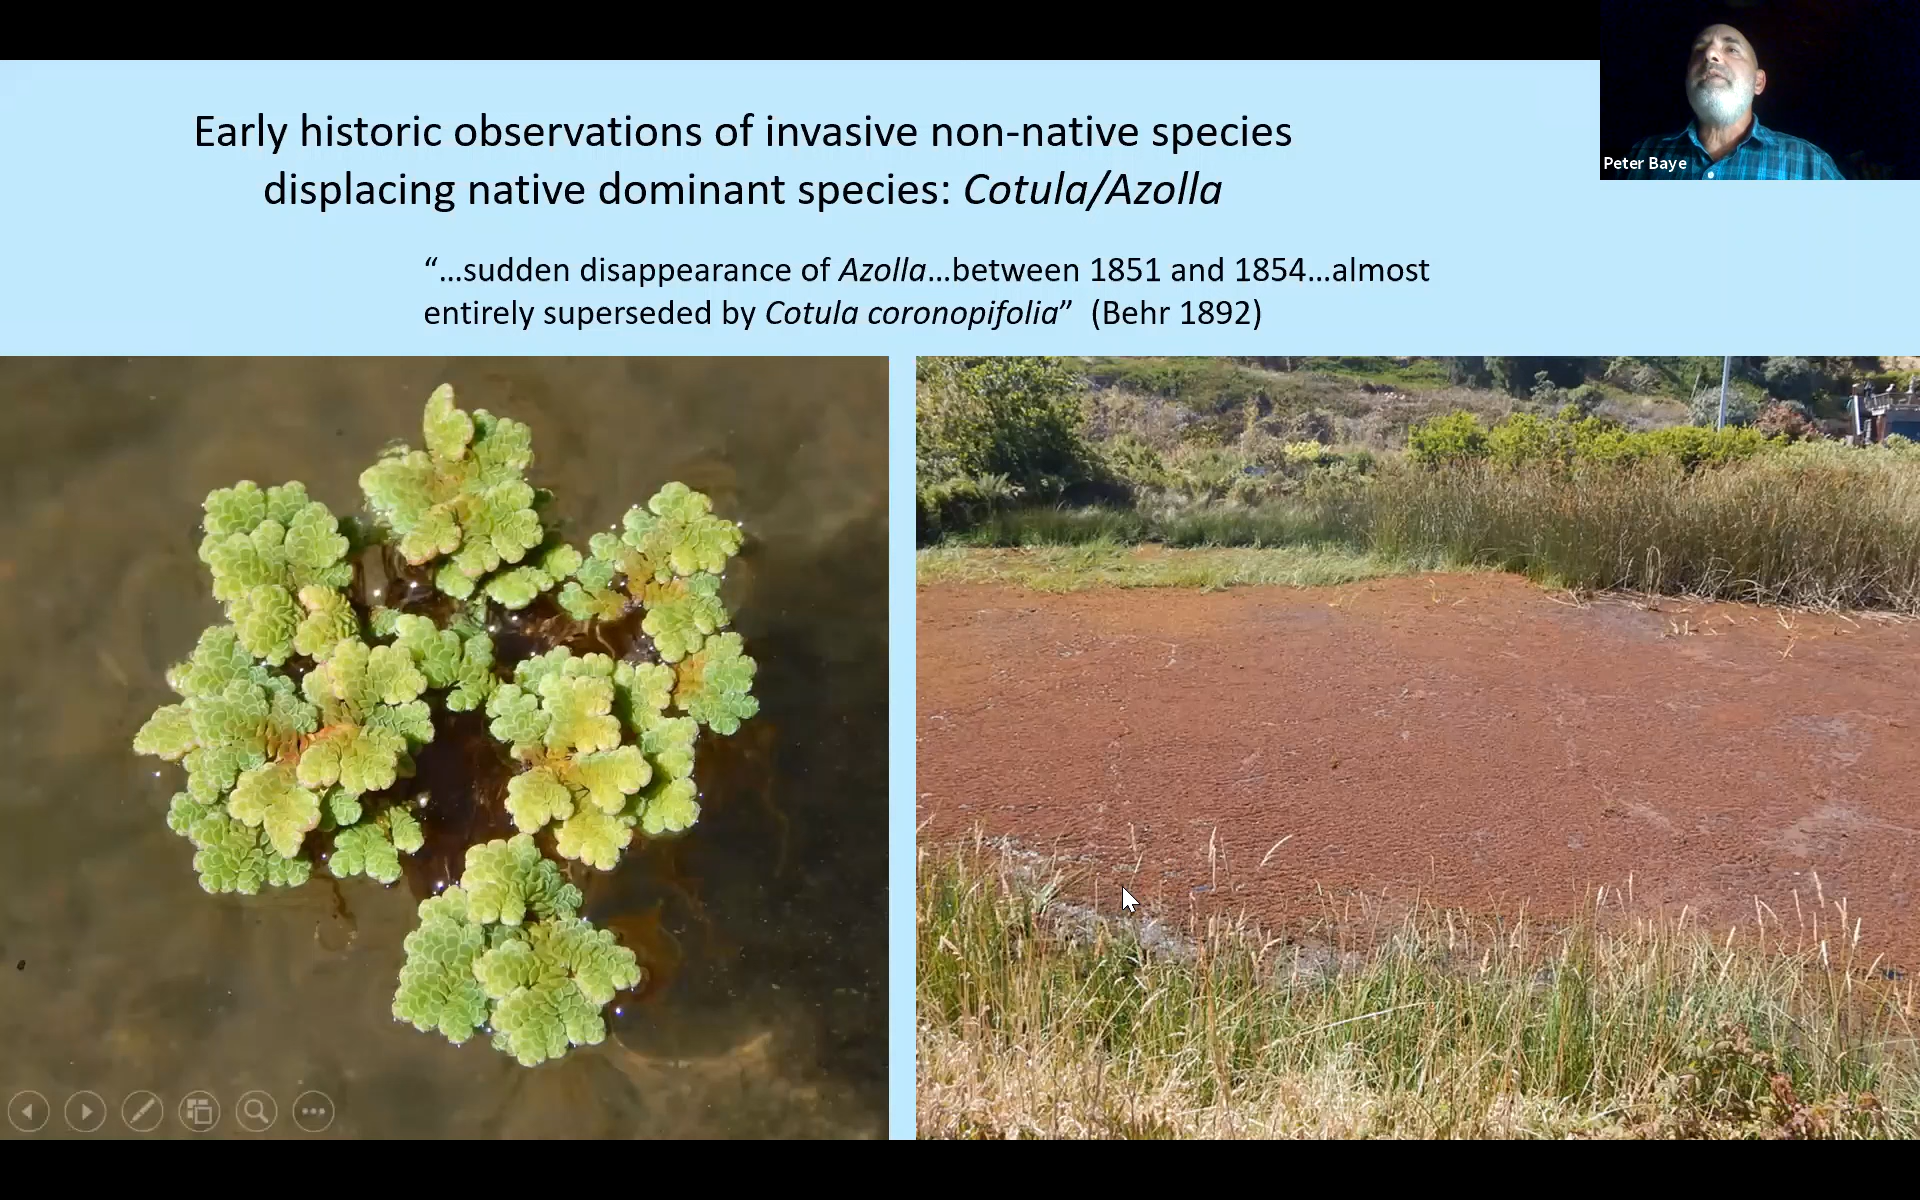 Early historic observations of invasive non-native species
displacing native dominant species: Cotula/Azolla
Peter Baye
“…sudden disappearance of Azolla…between 1851 and 1854…almost
entirely superseded by Cotula coronopifolia” (Behr 1892)